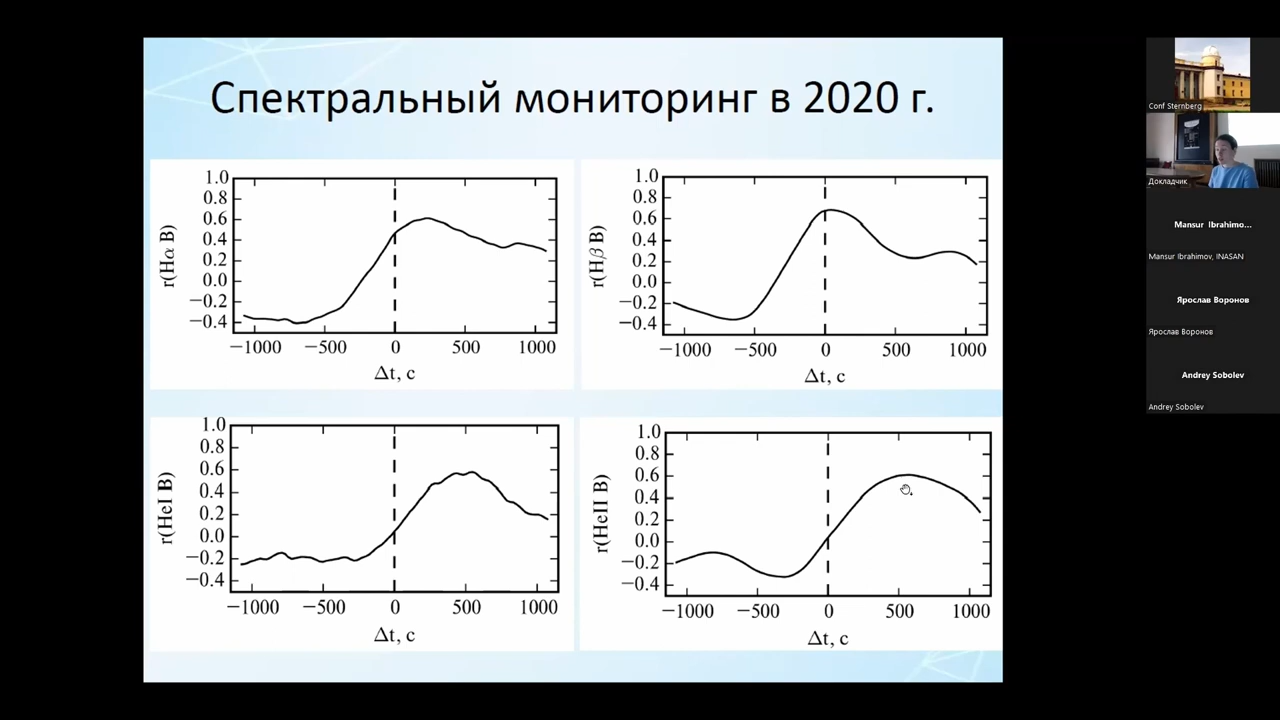 Спектральный мониторинг в 2020 г.
r(Hα B)
1.0
0.8
0.6
0.4
0.2
0.0
−0.2
−0.4
−1000 −500 0 500 1000
Δt, с
r(Hβ B)
1.0
0.8
0.6
0.4
0.2
0.0
−0.2
−0.4
−1000 −500 0 500 1000
Δt, с
r(HeI B)
1.0
0.8
0.6
0.4
0.2
0.0
−0.2
−0.4
−1000 −500 0 500 1000
Δt, с
r(HeII B)
1.0
0.8
0.6
0.4
0.2
0.0
−0.2
−0.4
−1000 −500 0 500 1000
Δt, с
Conf Sternberg
Докладчик
Mansur Ibrahimo...
Mansur Ibrahimov, INASAN
Ярослав Воронов
Ярослав Воронов
Andrey Sobolev
Andrey Sobolev